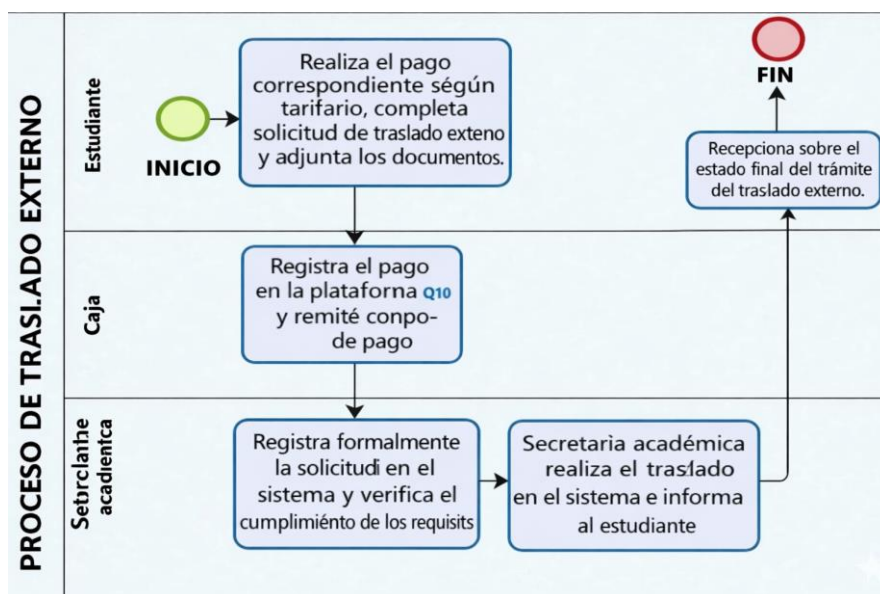 PROCESO DE TRASLADO EXTERNO
Estudiante
INICIO
Realiza el pago
correspondiente ségún
tarifario, completa
solicitud de traslado exteno
y adjunta los documentos.
FIN
Recepciona sobre el
estado final del trámite
del traslado externo.
Caja
Registra el pago
en la plataforna Q10
y remité conpo-
de pago
Setbrclathe
acadientca
Registra formalmente
la solicitudi en el
sistema y verifica el
cumplimiénto de los requisits
Secretaria académica
realiza el traslado
en el sistema e informa
al estudiante